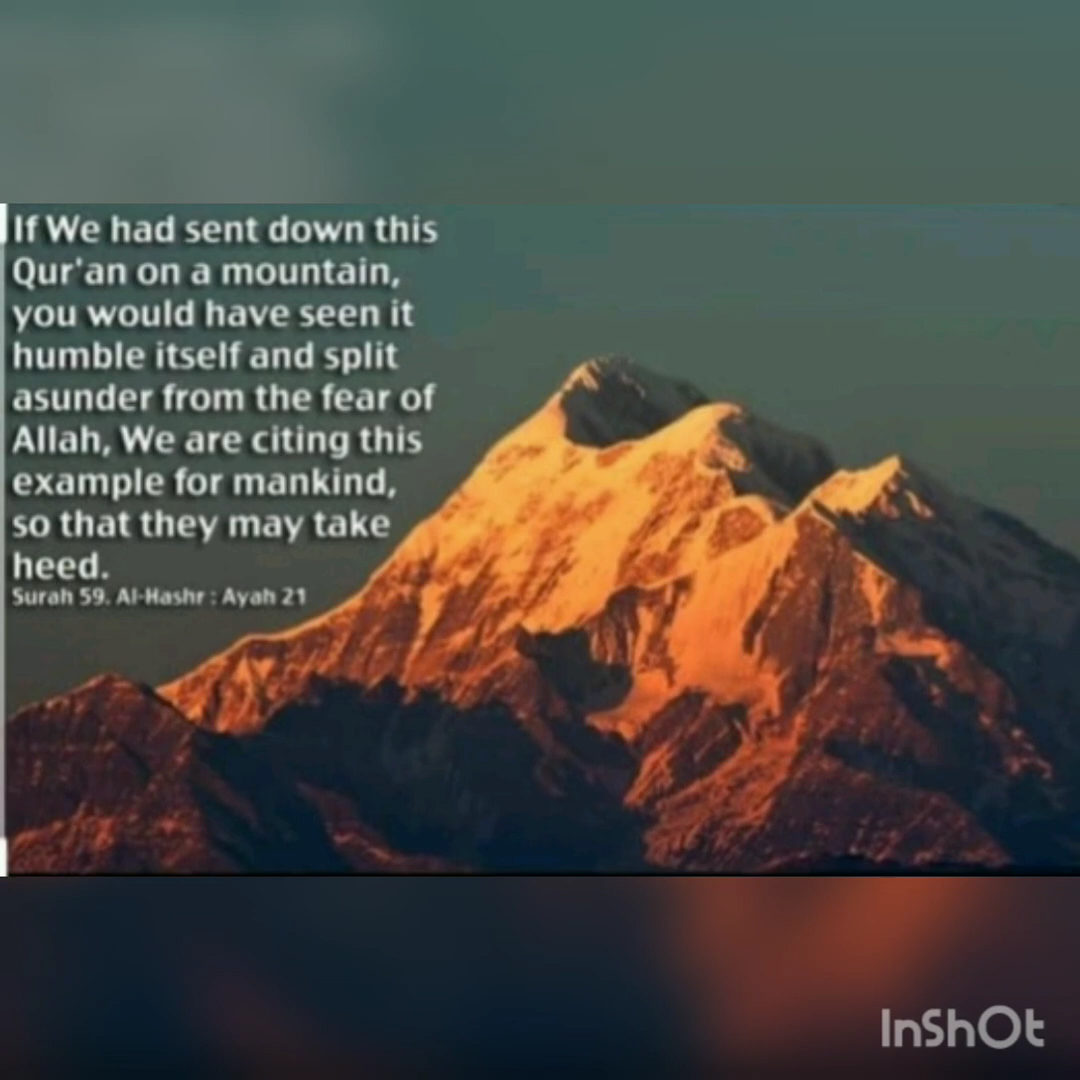 If We had sent down this
Qur'an on a mountain,
you would have seen it
humble itself and split
asunder from the fear of
Allah, We are citing this
example for mankind,
so that they may take
heed.
Surah 59. Al-Hashr : Ayah 21
InShOt